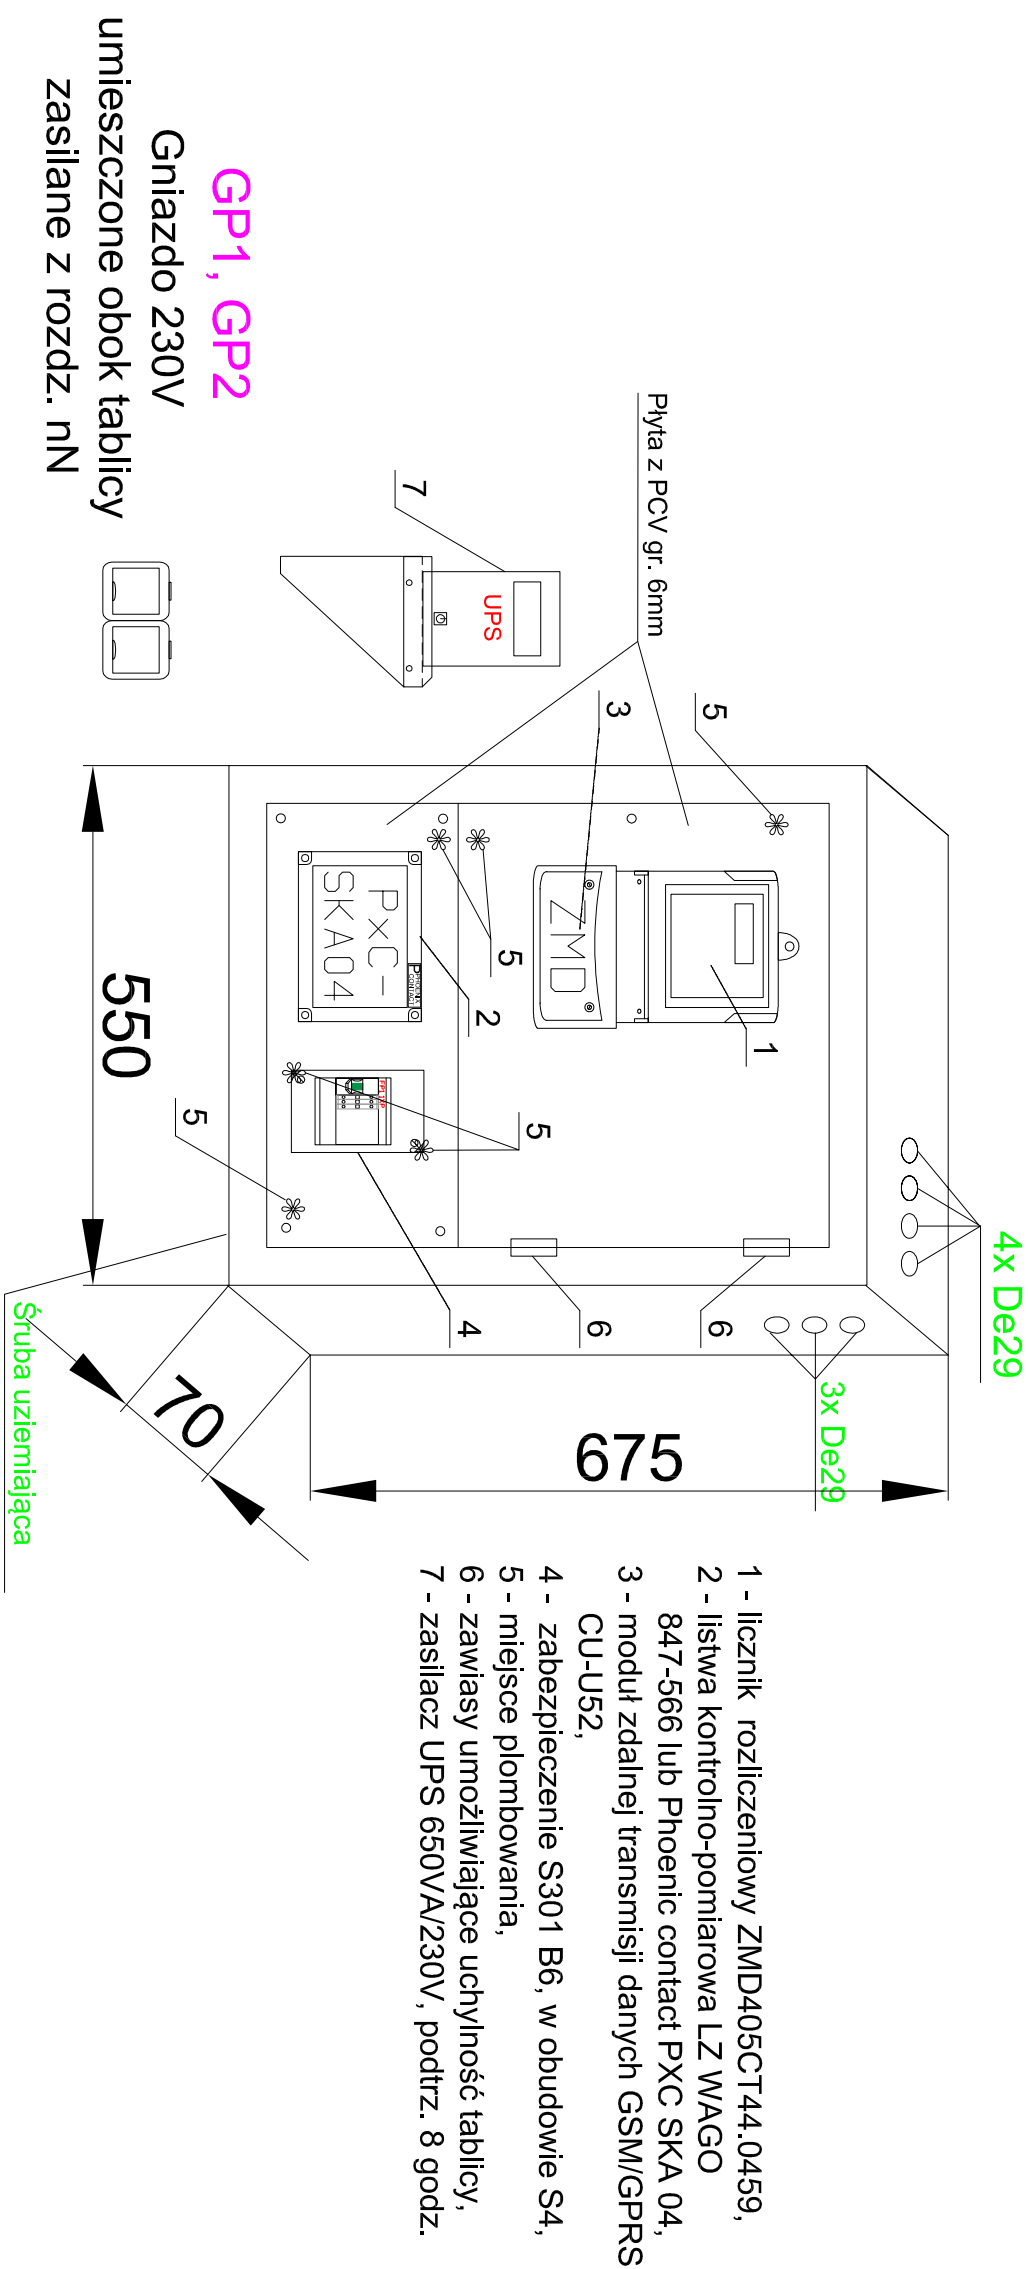 GP1, GP2
Gniazdo 230V
umieszczone obok tablicy
zasilane z rozdz. nN
Płyta z PCV gr. 6mm
7
UPS
3
5
5
ZMD
1
PXC-
SKA04
PHOENIX
CONTACT
2
5
5
4
6
6
4x De29
3x De29
550
70
675
Śruba uziemiająca
1 - licznik rozliczeniowy ZMD405CT44.0459,
2 - listwa kontrolno-pomiarowa LZ WAGO
847-566 lub Phoenic contact PXC SKA 04,
3 - moduł zdalnej transmisji danych GSM/GPRS
CU-U52,
4 - zabezpieczenie S301 B6, w obudowie S4,
5 - miejsce plombowania,
6 - zawiasy umożliwiające uchylność tablicy,
7 - zasilacz UPS 650VA/230V, podtrz. 8 godz.